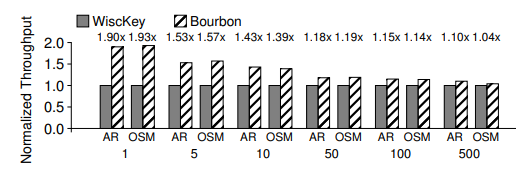 WiscKey Bourbon
1.90x 1.93x 1.53x 1.57x 1.43x 1.39x 1.18x 1.19x 1.15x 1.14x 1.10x 1.04x
Normalized Throughput
2.0
1.5
1.0
0.5
0.0
AR OSM AR OSM AR OSM AR OSM AR OSM AR OSM
1 5 10 50 100 500